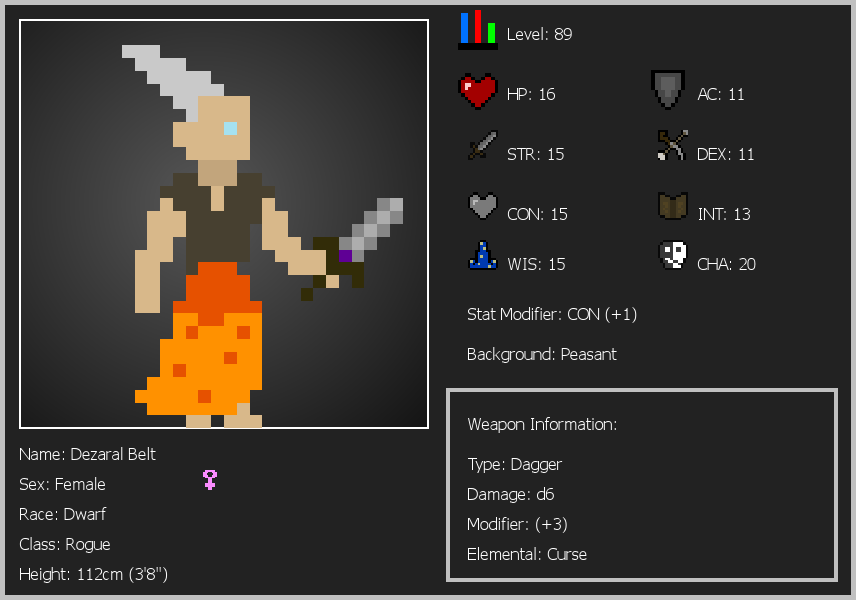 Level: 89
HP: 16
AC: 11
STR: 15
DEX: 11
CON: 15
INT: 13
WIS: 15
CHA: 20
Stat Modifier: CON (+1)
Background: Peasant
Weapon Information:
Type: Dagger
Damage: d6
Modifier: (+3)
Elemental: Curse
Name: Dezaral Belt
Sex: Female
Race: Dwarf
Class: Rogue
Height: 112cm (3'8")